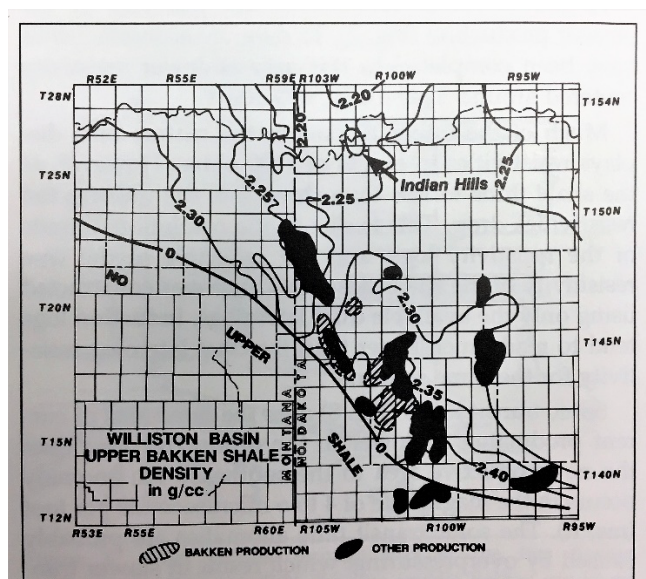 R52E R55E R59E R103W R100W R95W
T28N 2.20 2.20 T154N
T25N Indian Hills 2.25
2.25 2.25 T150N
2.30
0
NO
T20N 2.30
UPPER T145N
MONTANA
NO. DAKOTA
2.35
SHALE
T15N 0
WILLISTON BASIN
UPPER BAKKEN SHALE
DENSITY
in g/cc
2.40 T140N
T12N
R53E R55E R60E R105W R100W R95W
BAKKEN PRODUCTION OTHER PRODUCTION